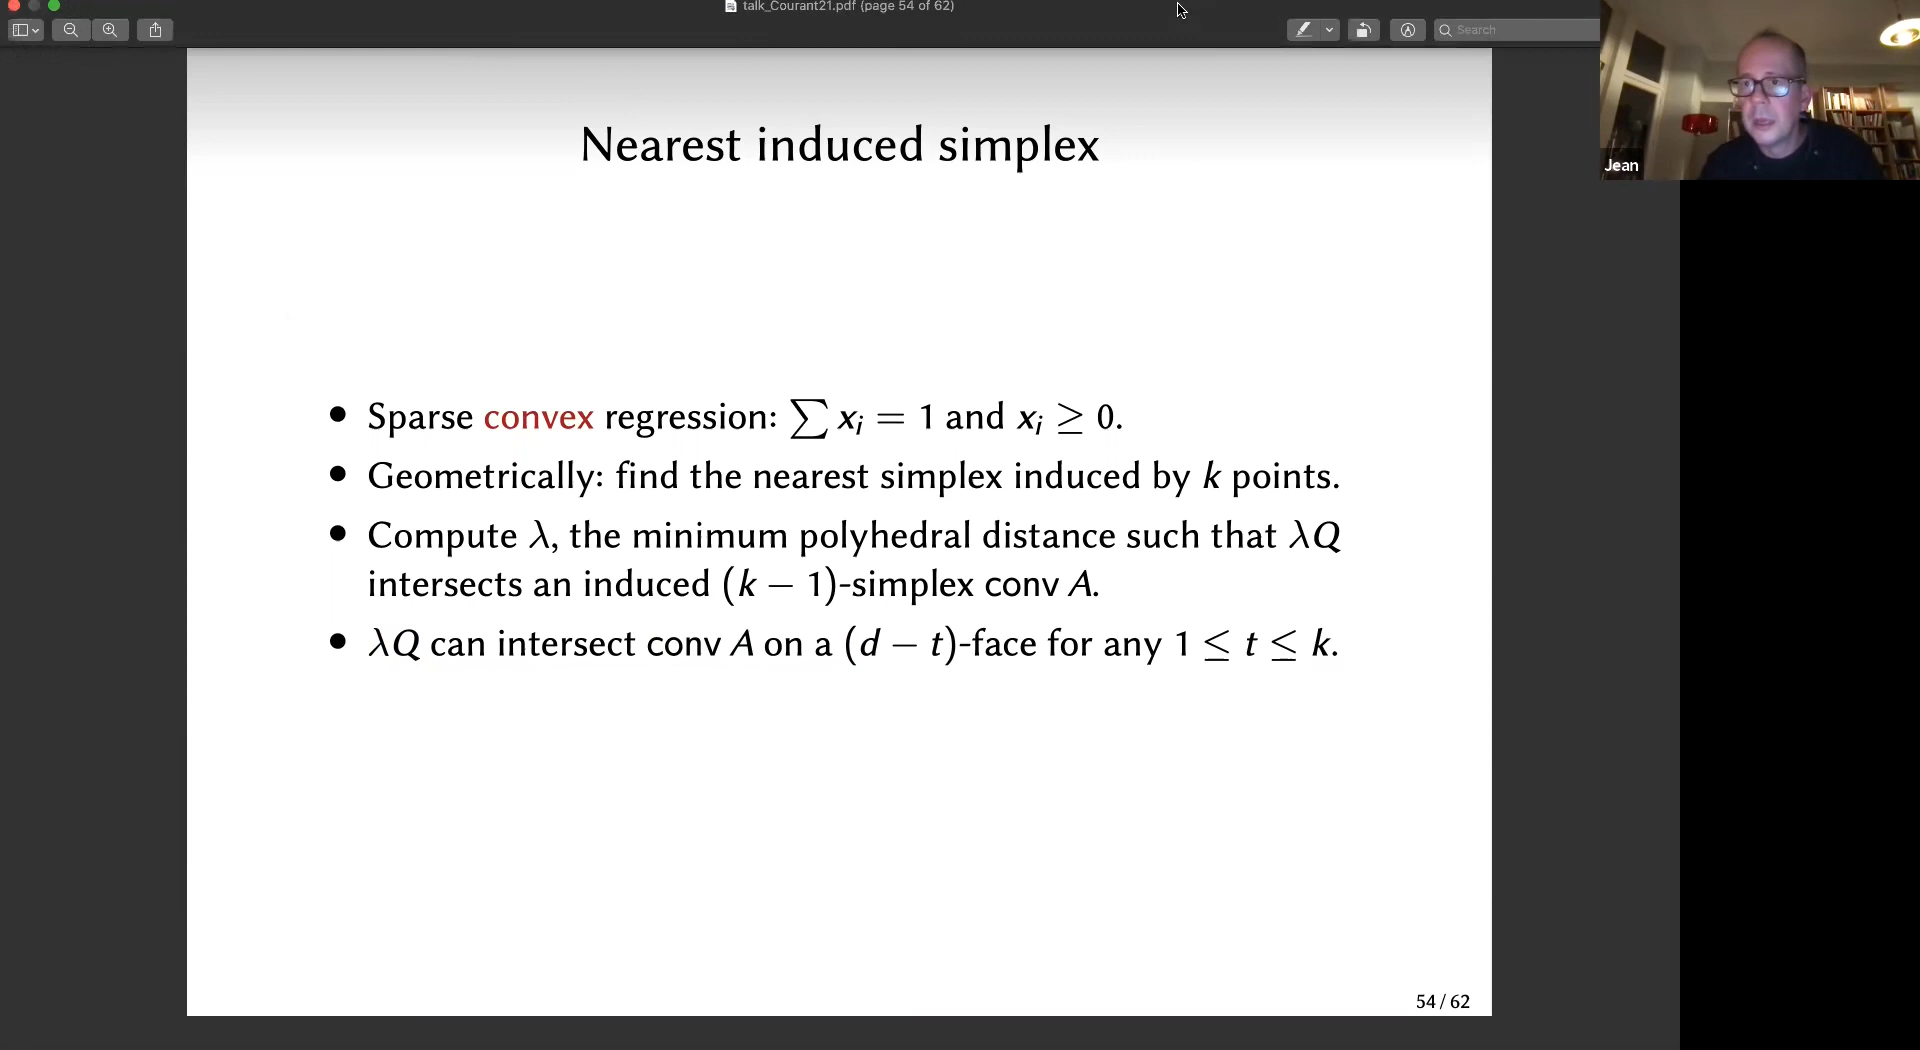 talk_Courant21.pdf (page 54 of 62)
Search
Jean
Nearest induced simplex
• Sparse convex regression: ∑ xᵢ = 1 and xᵢ ≥ 0.
• Geometrically: find the nearest simplex induced by k points.
• Compute λ, the minimum polyhedral distance such that λQ
intersects an induced (k − 1)-simplex conv A.
• λQ can intersect conv A on a (d − t)-face for any 1 ≤ t ≤ k.
54 / 62